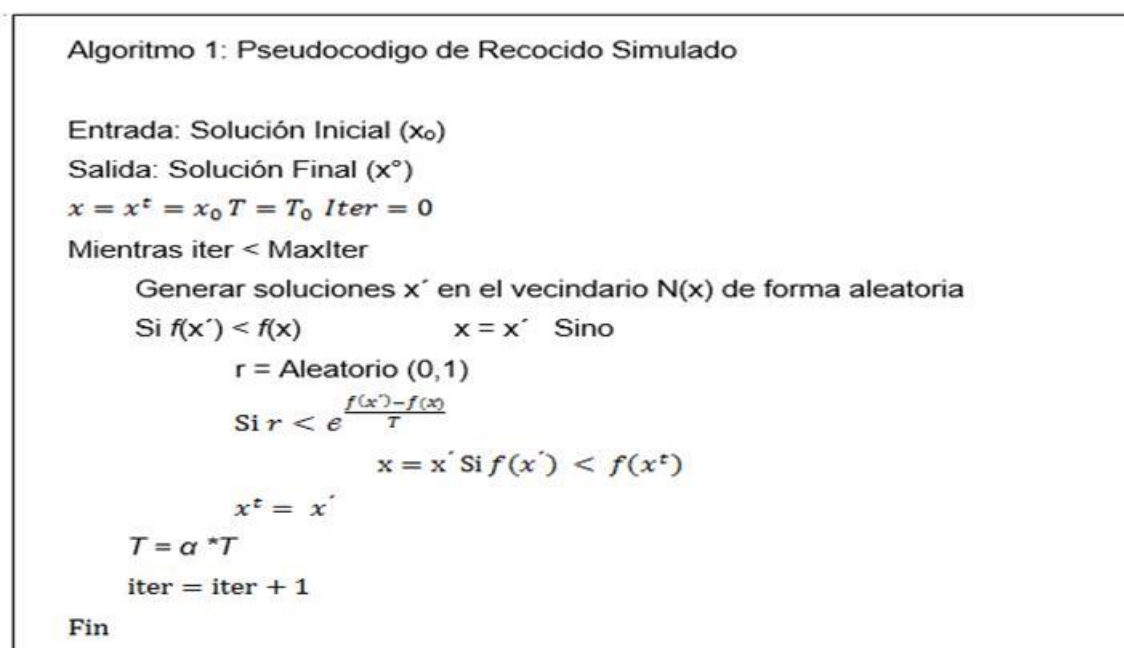 Algoritmo 1: Pseudocodigo de Recocido Simulado
Entrada: Solución Inicial (x₀)
Salida: Solución Final (x°)
x = xᵗ = x₀ T = T₀ Iter = 0
Mientras iter < MaxIter
Generar soluciones x´ en el vecindario N(x) de forma aleatoria
Si f(x´) < f(x) x = x´ Sino
r = Aleatorio (0,1)
Si r < e^((f(x´)−f(x))/T)
x = x´ Si f(x´) < f(xᵗ)
xᵗ = x´
T = α *T
iter = iter + 1
Fin